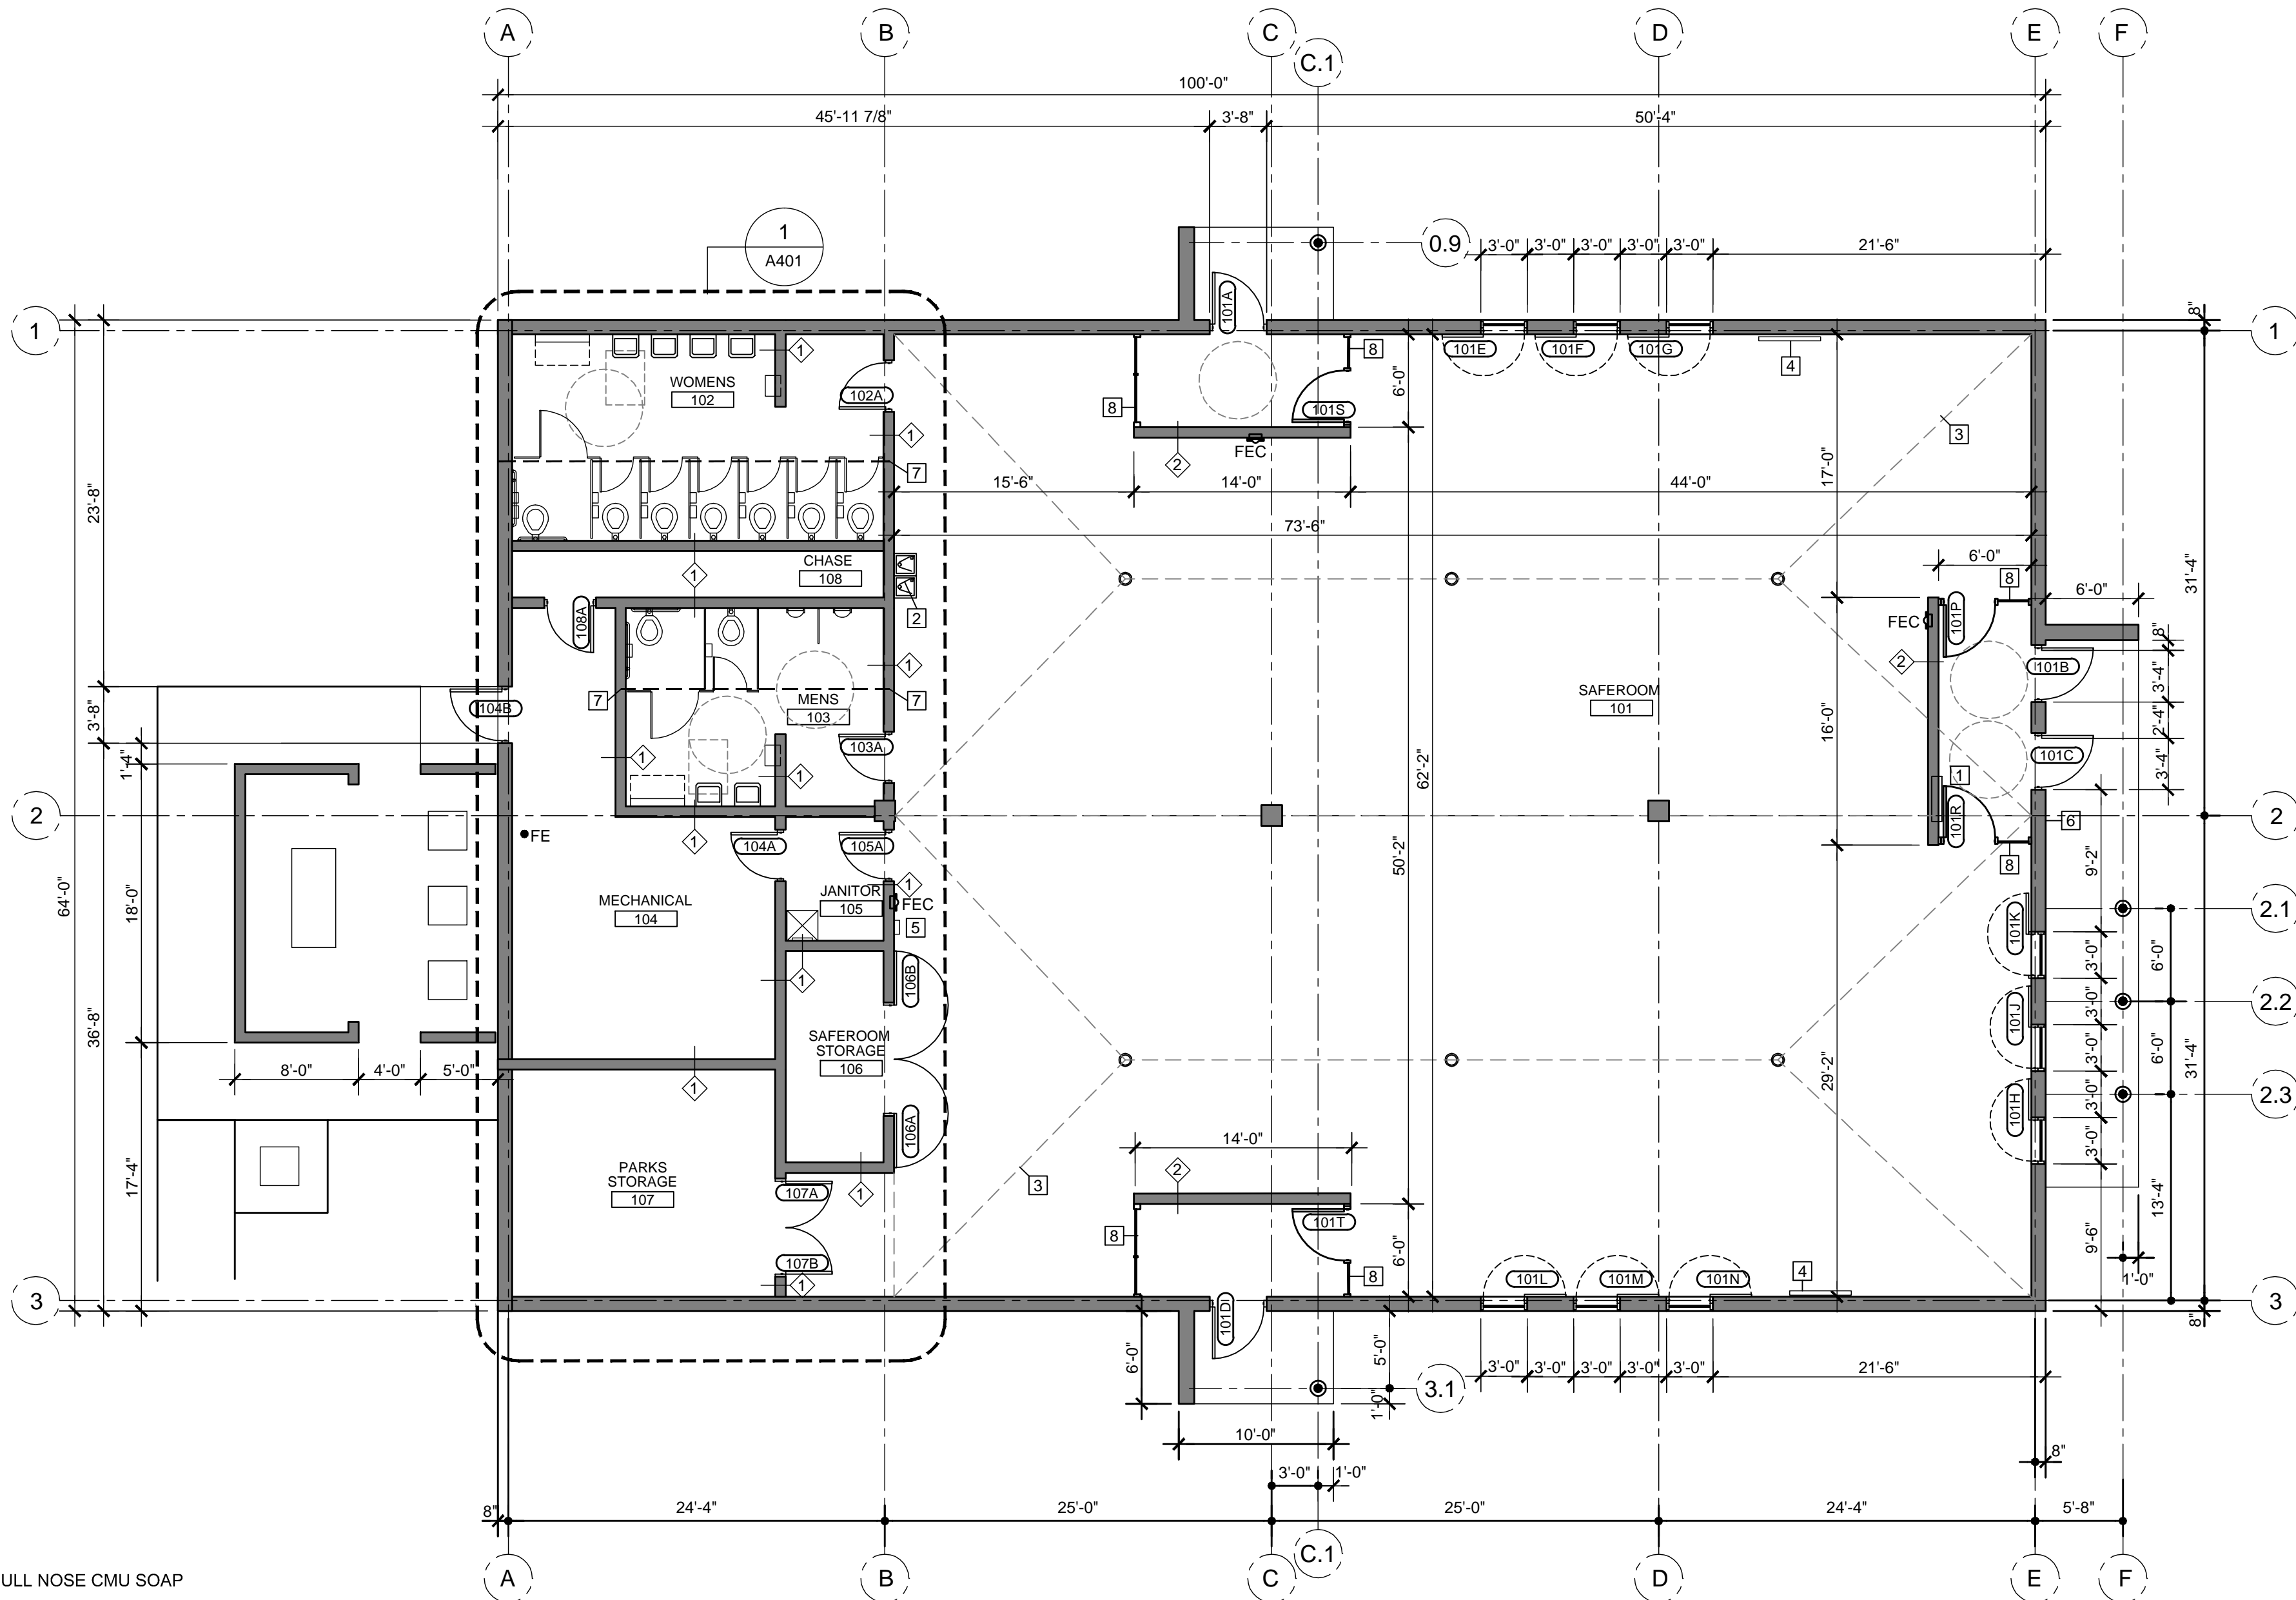 A
B
C
C.1
D
E
F
100'-0"
45'-11 7/8"
3'-8"
50'-4"
1
A401
0.9
3'-0"
3'-0"
3'-0"
3'-0"
3'-0"
21'-6"
8"
1
1
101A
101E
101F
101G
4
8
WOMENS
102
1
102A
6'-0"
8
101S
1
FEC
3
2
7
15'-6"
14'-0"
44'-0"
17'-0"
23'-8"
73'-6"
CHASE
108
1
6'-0"
8
31'-4"
6'-0"
2
108A
FEC
101P
8"
1
2
101B
3'-4"
SAFEROOM
101
7
MENS
103
7
104B
3'-8"
2'-4"
16'-0"
103A
1
1
101C
3'-4"
1'-4"
62'-2"
1
2
2
FE
101R
6
1
104A
105A
50'-2"
8
9'-2"
JANITOR
105
1
MECHANICAL
104
FEC
64'-0"
18'-0"
5
101K
2.1
3'-0"
6'-0"
1
106B
2.2
36'-8"
101J
3'-0"
SAFEROOM
STORAGE
106
3'-0"
6'-0"
31'-4"
8'-0"
4'-0"
5'-0"
1
29'-2"
101H
3'-0"
2.3
106A
3'-0"
14'-0"
PARKS
STORAGE
107
2
17'-4"
107A
1
3
13'-4"
101T
8
6'-0"
9'-6"
107B
1
8
101L
101M
101N
4
1'-0"
3
3
101D
8"
6'-0"
5'-0"
3'-0"
3'-0"
3'-0"
3'-0"
3'-0"
21'-6"
3.1
1'-0"
10'-0"
8"
3'-0"
1'-0"
8"
24'-4"
25'-0"
25'-0"
24'-4"
5'-8"
A
B
C
C.1
D
E
F
ULL NOSE CMU SOAP